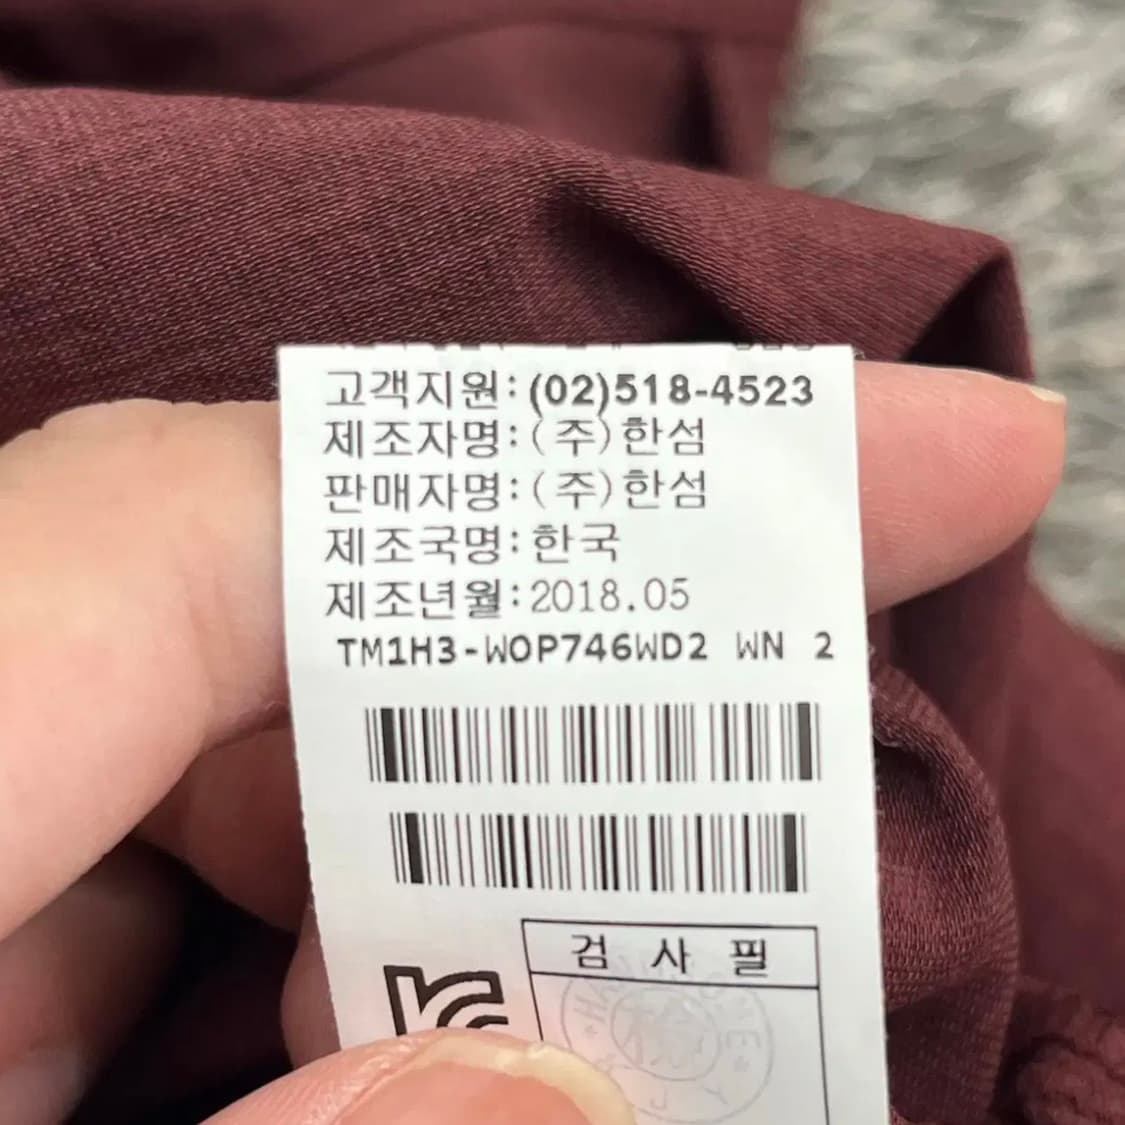 고객지원:(02)518-4523
제조자명:(주)한섬
판매자명:(주)한섬
제조국명:한국
제조년월:2018.05
TM1H3-WOP746WD2 WN 2
검 사 필